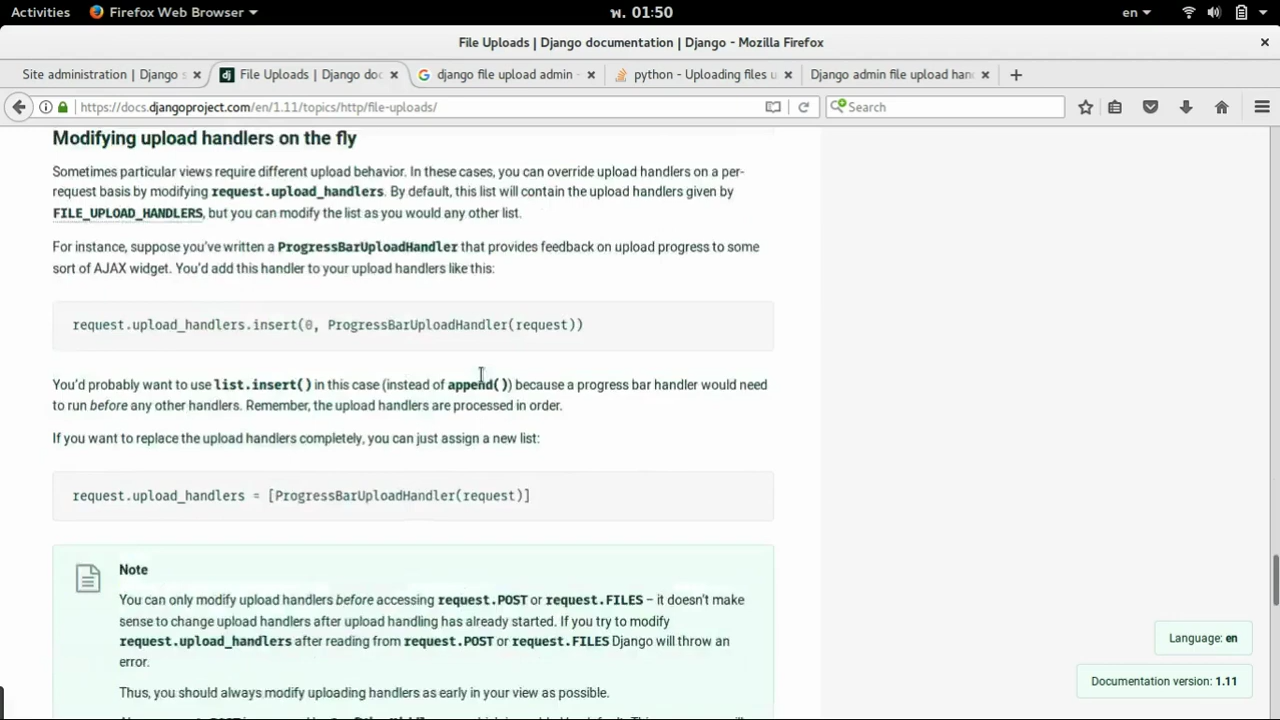 Activities Firefox Web Browser พ. 01:50 en
File Uploads | Django documentation | Django - Mozilla Firefox
Site administration | Django s File Uploads | Django doc django file upload admin - python - Uploading files u Django admin file upload han
https://docs.djangoproject.com/en/1.11/topics/http/file-uploads/ Search
Modifying upload handlers on the fly
Sometimes particular views require different upload behavior. In these cases, you can override upload handlers on a per-
request basis by modifying request.upload_handlers. By default, this list will contain the upload handlers given by
FILE_UPLOAD_HANDLERS, but you can modify the list as you would any other list.
For instance, suppose you've written a ProgressBarUploadHandler that provides feedback on upload progress to some
sort of AJAX widget. You'd add this handler to your upload handlers like this:
request.upload_handlers.insert(0, ProgressBarUploadHandler(request))
You'd probably want to use list.insert() in this case (instead of append()) because a progress bar handler would need
to run before any other handlers. Remember, the upload handlers are processed in order.
If you want to replace the upload handlers completely, you can just assign a new list:
request.upload_handlers = [ProgressBarUploadHandler(request)]
Note
You can only modify upload handlers before accessing request.POST or request.FILES – it doesn't make
sense to change upload handlers after upload handling has already started. If you try to modify
request.upload_handlers after reading from request.POST or request.FILES Django will throw an
error.
Thus, you should always modify uploading handlers as early in your view as possible.
Language: en
Documentation version: 1.11